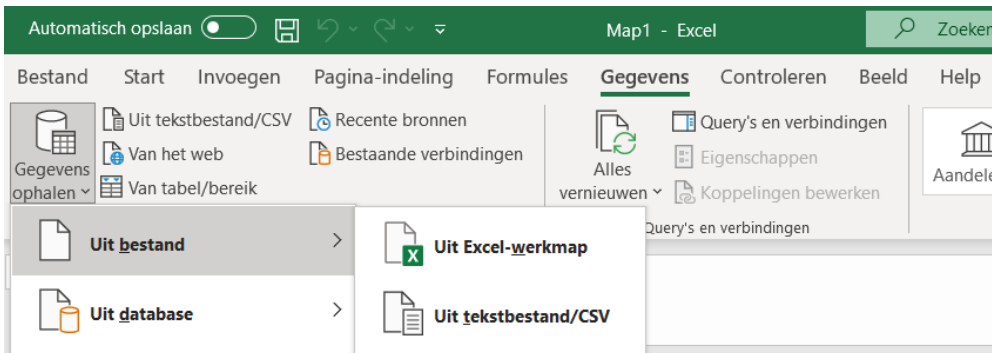 Automatisch opslaan
Map1 - Excel
Zoeken
Bestand Start Invoegen Pagina-indeling Formules Gegevens Controleren Beeld Help
Gegevens ophalen
Uit tekstbestand/CSV
Van het web
Van tabel/bereik
Recente bronnen
Bestaande verbindingen
Alles
vernieuwen
Query's en verbindingen
Eigenschappen
Koppelingen bewerken
Query's en verbindingen
Aandele
Uit bestand
Uit database
Uit Excel-werkmap
Uit tekstbestand/CSV